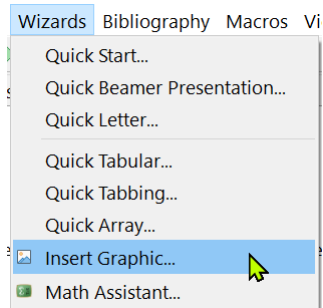 Wizards Bibliography Macros Vi
Quick Start...
Quick Beamer Presentation...
Quick Letter...
Quick Tabular...
Quick Tabbing...
Quick Array...
Insert Graphic...
Math Assistant...